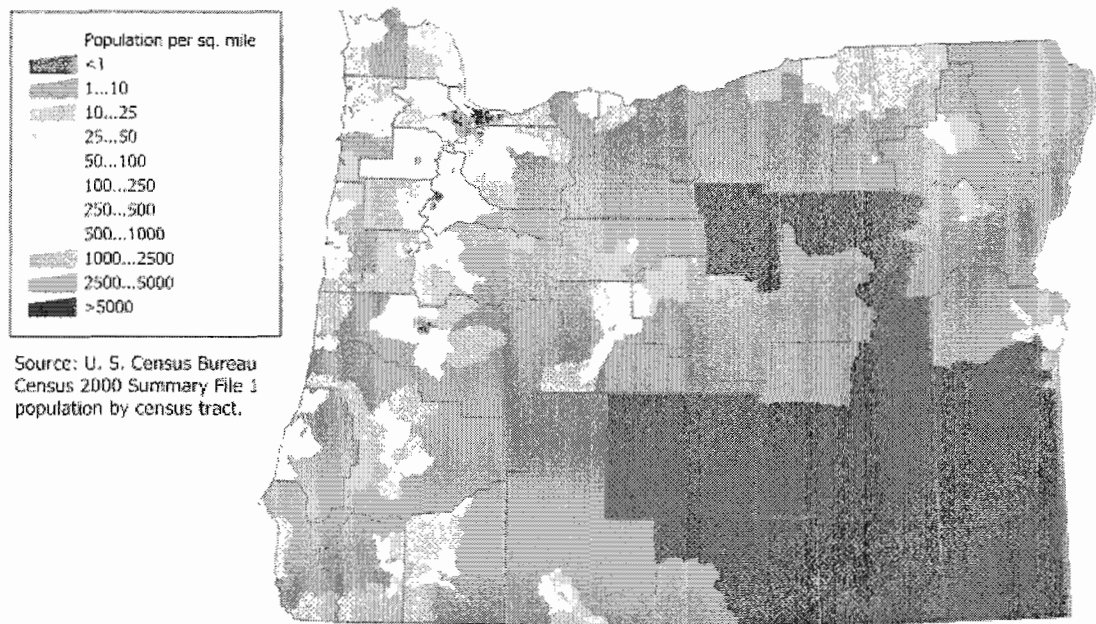 Population per sq. mile
<1
1...10
10...25
25...50
50...100
100...250
250...500
500...1000
1000...2500
2500...5000
>5000
Source: U. S. Census Bureau
Census 2000 Summary File 1
population by census tract.